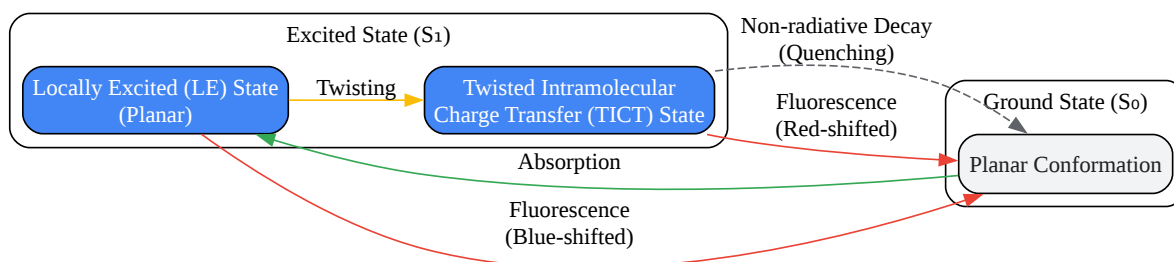 Non-radiative Decay
(Quenching)
Excited State (S₁)
Locally Excited (LE) State
(Planar)
Twisting
Twisted Intramolecular
Charge Transfer (TICT) State
Fluorescence
(Red-shifted)
Ground State (S₀)
Planar Conformation
Absorption
Fluorescence
(Blue-shifted)